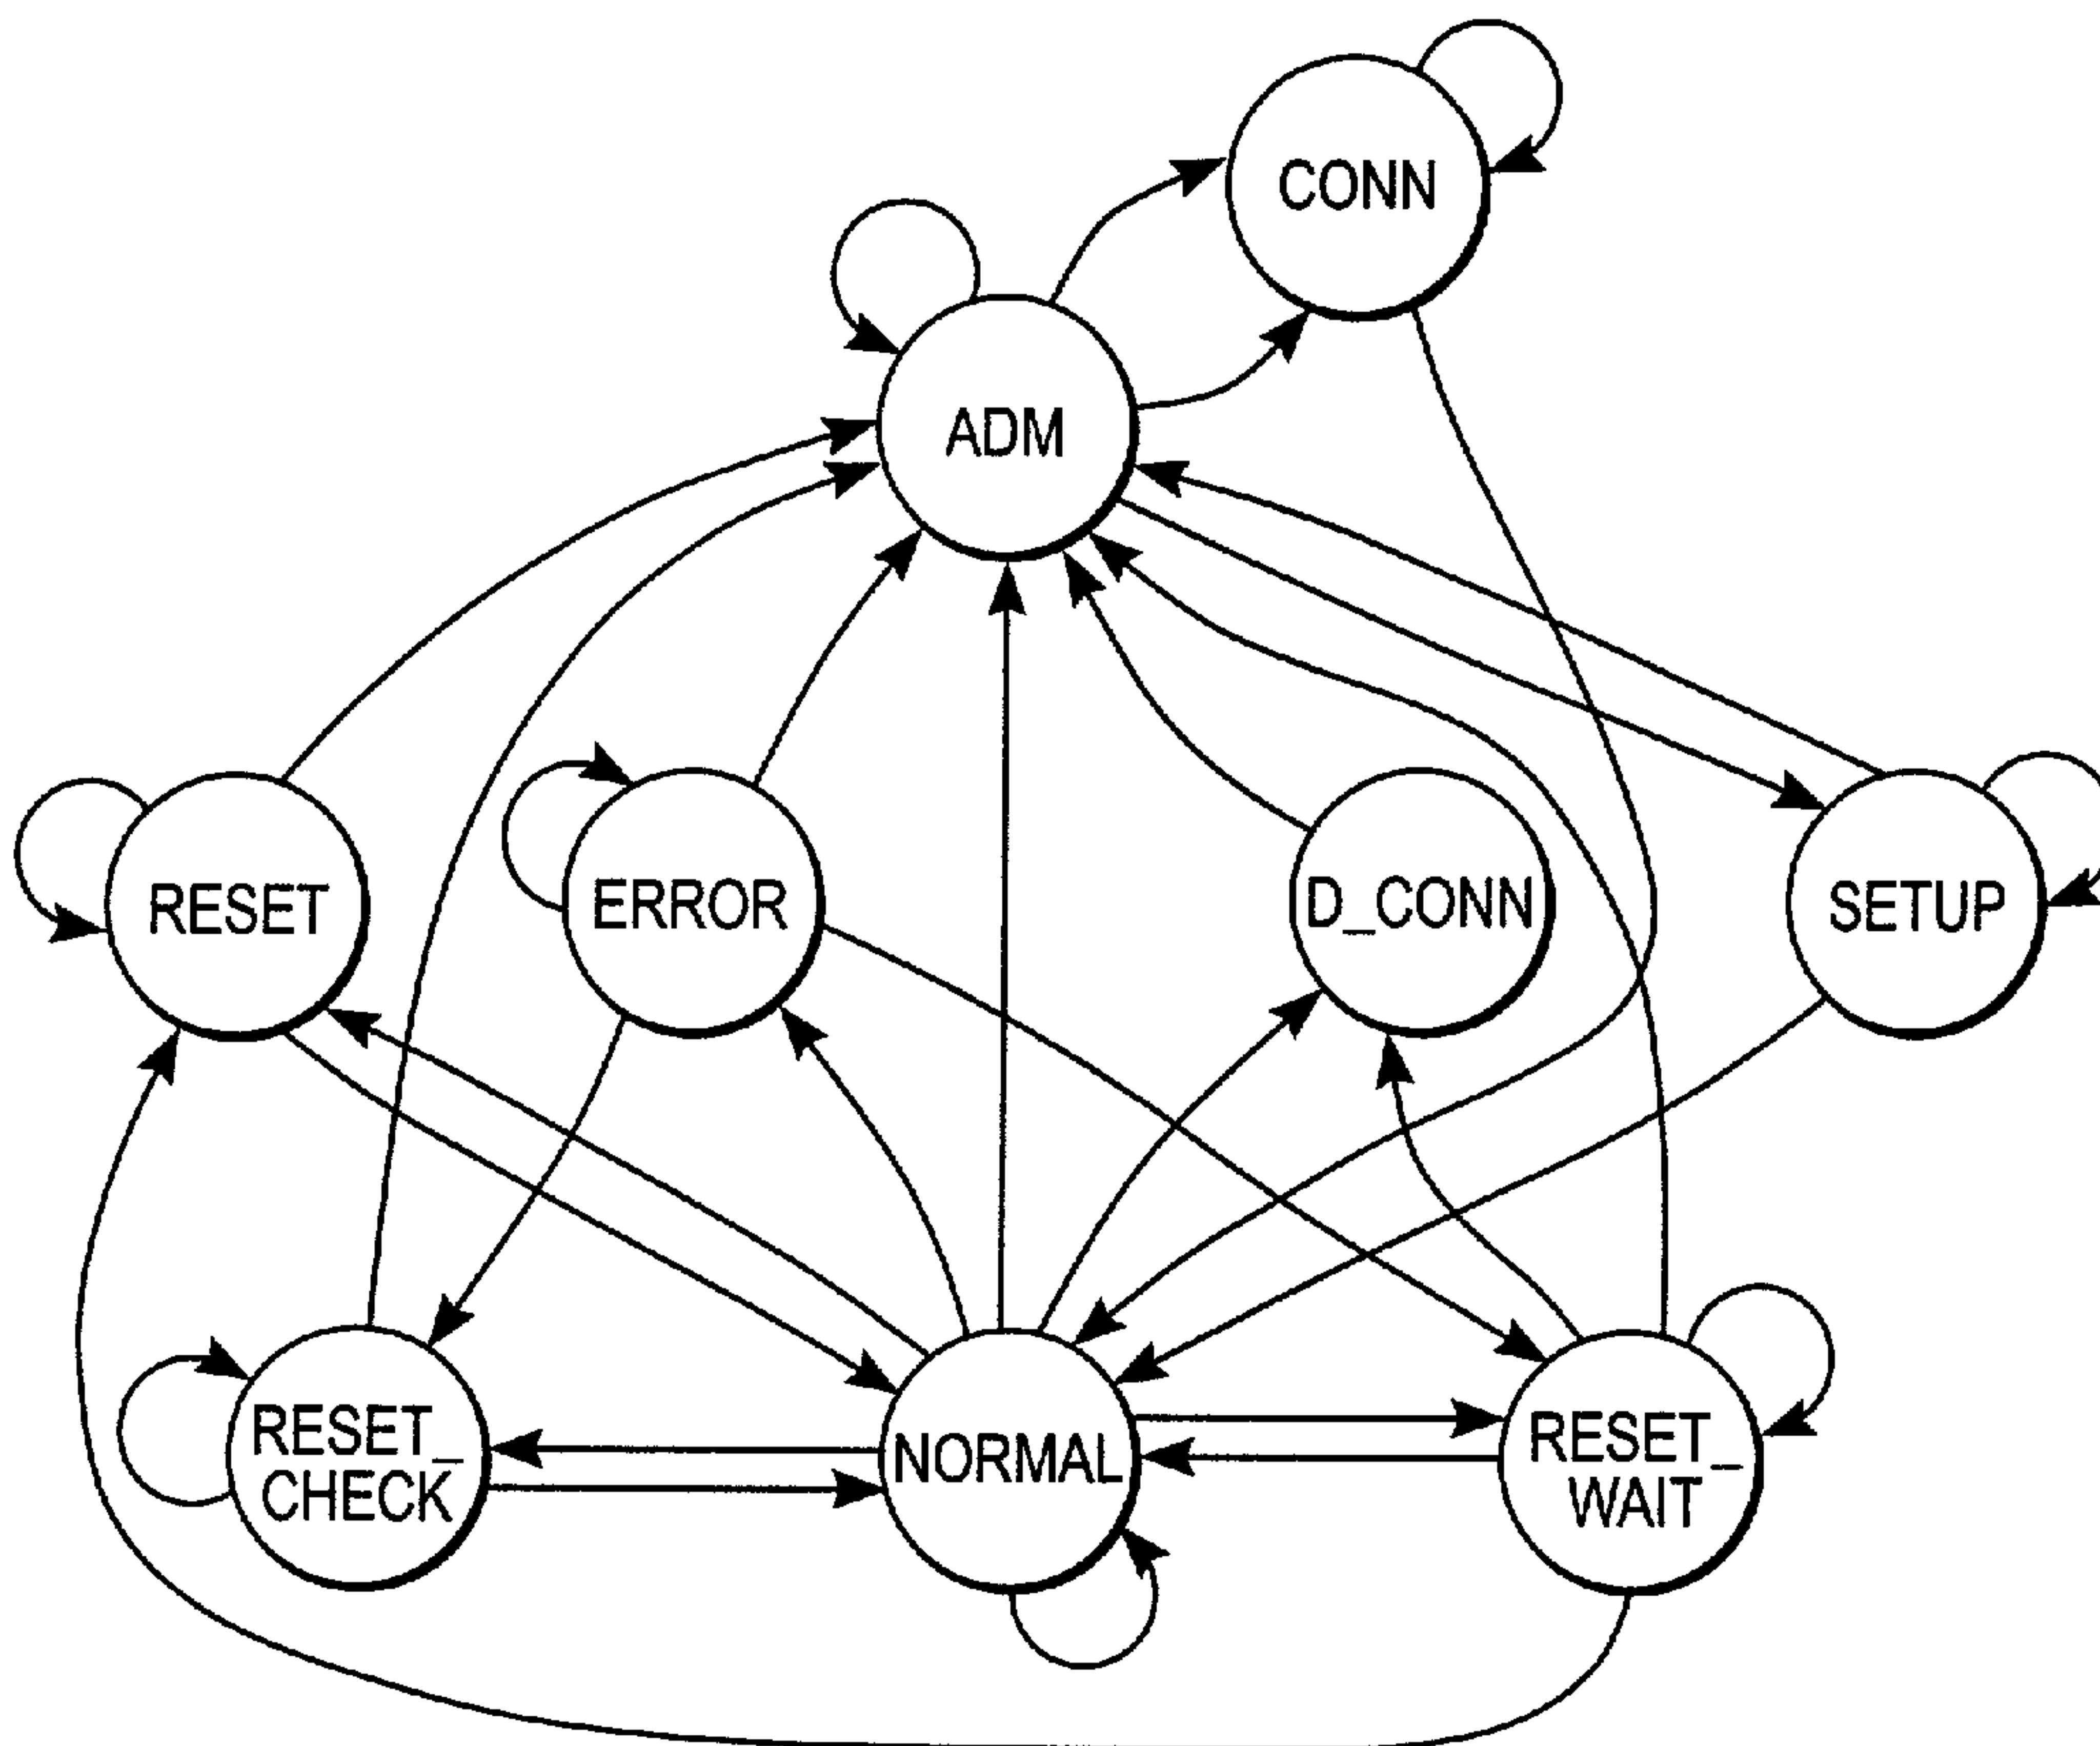 CONN
ADM
RESET
ERROR
D_CONN
SETUP
RESET_
CHECK
NORMAL
RESET_
WAIT